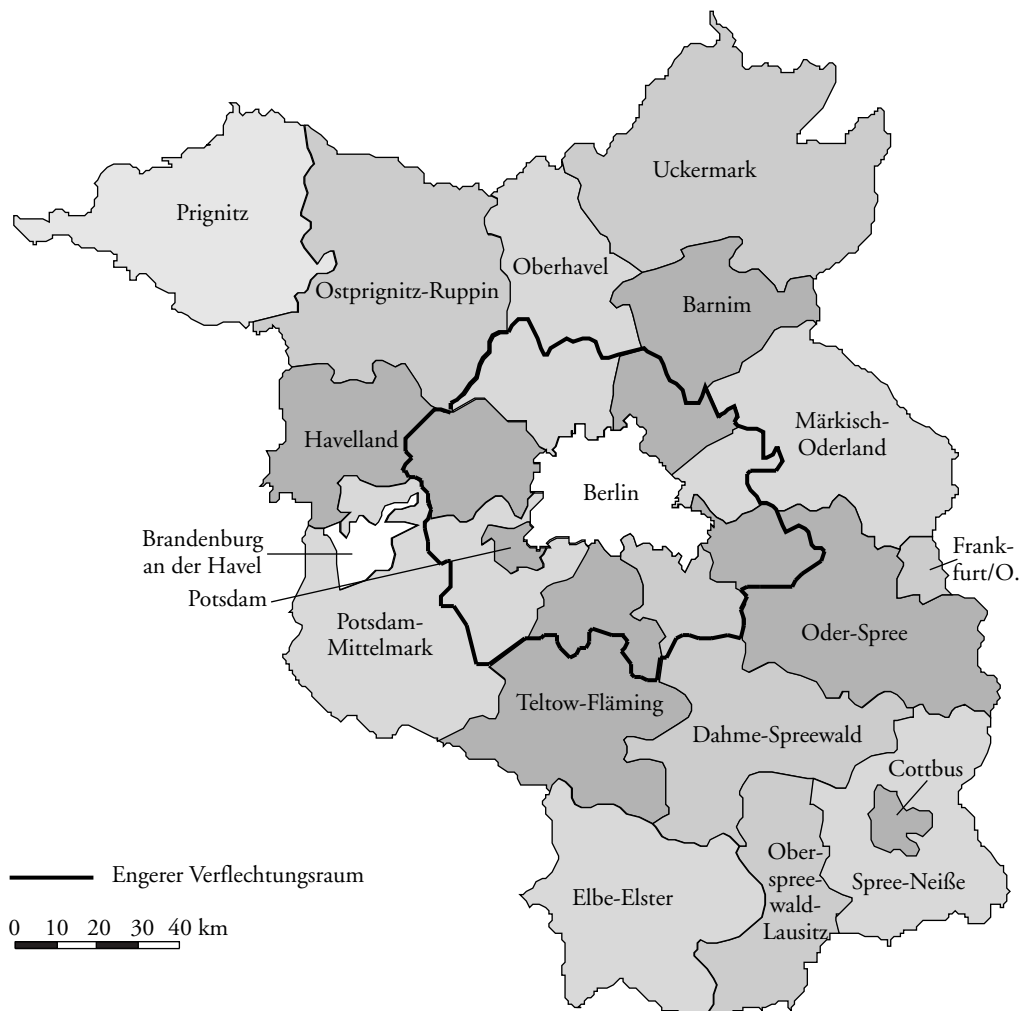 Uckermark
Prignitz
Oberhavel
Ostprignitz-Ruppin
Barnim
Märkisch-
Oderland
Havelland
Berlin
Brandenburg
an der Havel
Frank-
furt/O.
Potsdam
Potsdam-
Mittelmark
Oder-Spree
Teltow-Fläming
Dahme-Spreewald
Cottbus
Ober-
spree-
wald-
Lausitz
Spree-Neiße
Elbe-Elster
Engerer Verflechtungsraum
0 10 20 30 40 km